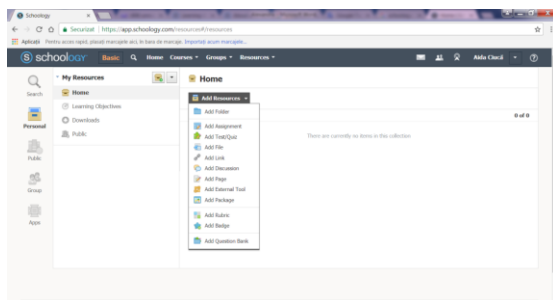 Schoology
Securizat https://app.schoology.com/resources#/resources
Aplicații Pentru acces rapid, plasați marcajele aici, în bara de marcaje. Importați acum marcajele...
schoology Basic Home Courses Groups Resources Aida Ciucă
Search
Personal
Public
Group
Apps
My Resources
Home
Learning Objectives
Downloads
Public
Home
Add Resources
0 of 0
Add Folder
Add Assignment
Add Test/Quiz
Add File
Add Link
Add Discussion
Add Page
Add External Tool
Add Package
Add Rubric
Add Badge
Add Question Bank
There are currently no items in this collection